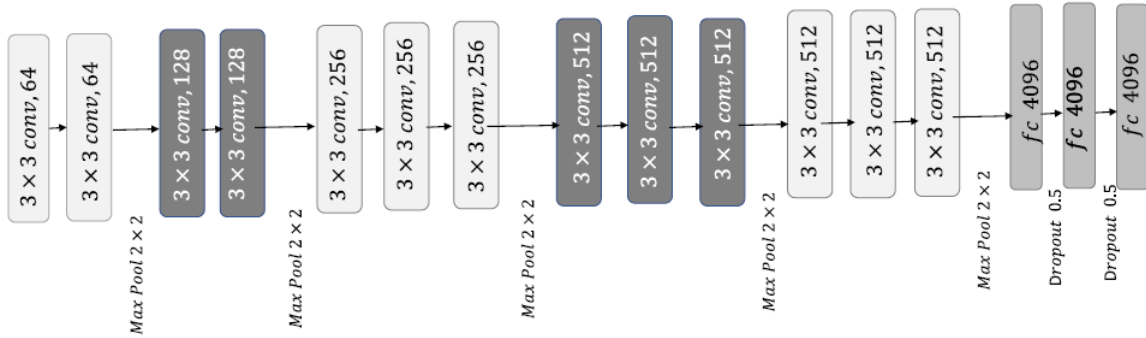 3 × 3 conv, 64
3 × 3 conv, 64
Max Pool 2 × 2
3 × 3 conv, 128
3 × 3 conv, 128
Max Pool 2 × 2
3 × 3 conv, 256
3 × 3 conv, 256
3 × 3 conv, 256
Max Pool 2 × 2
3 × 3 conv, 512
3 × 3 conv, 512
3 × 3 conv, 512
Max Pool 2 × 2
3 × 3 conv, 512
3 × 3 conv, 512
3 × 3 conv, 512
Max Pool 2 × 2
fc 4096
Dropout 0.5
fc 4096
Dropout 0.5
fc 4096